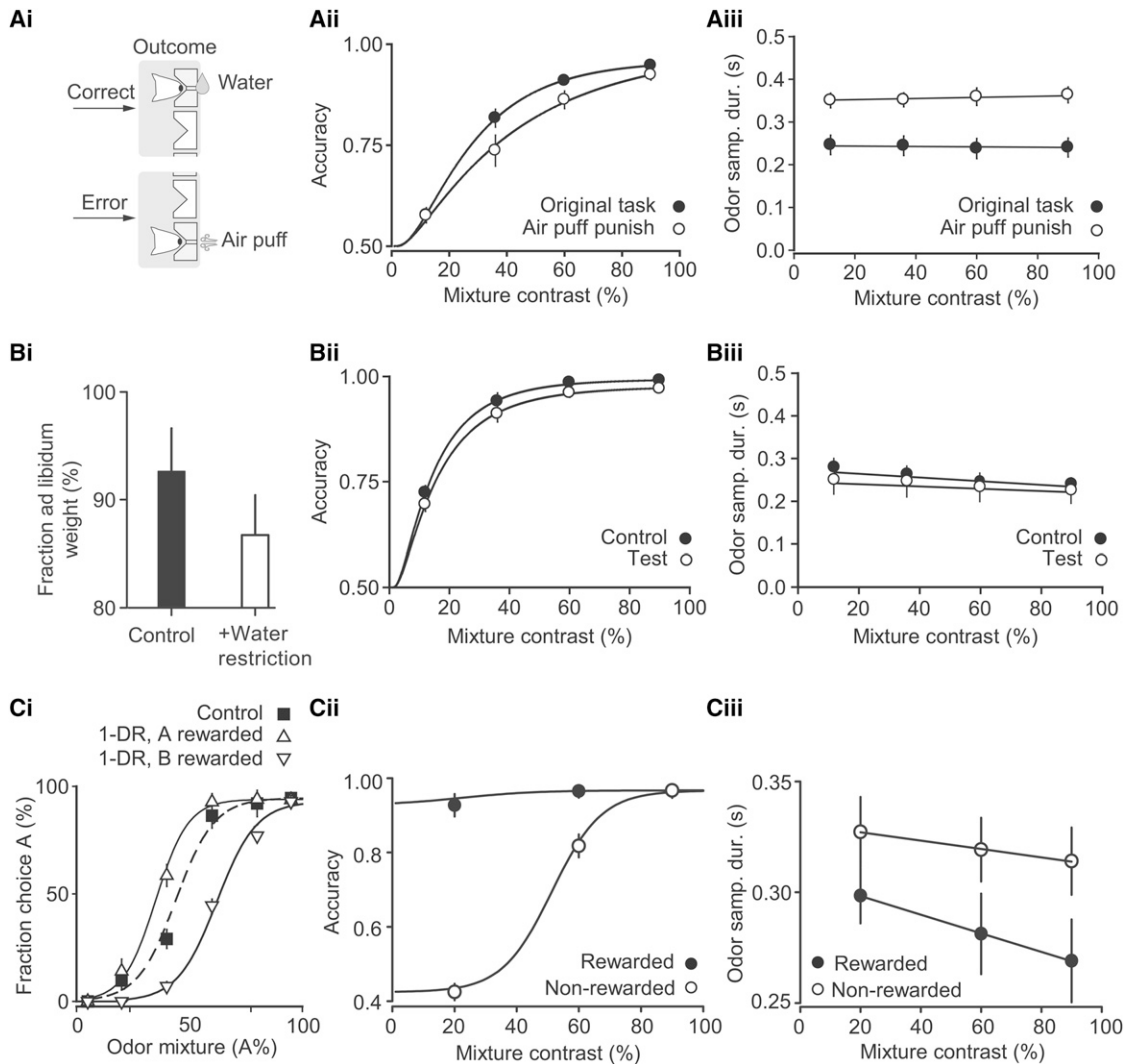 Ai
Outcome
Correct
Water
Error
Air puff
Aii
1.00
0.75
0.50
Accuracy
0 20 40 60 80 100
Mixture contrast (%)
Original task
Air puff punish
Aiii
0.5
0.4
0.3
0.2
0.1
0.0
Odor samp. dur. (s)
0 20 40 60 80 100
Mixture contrast (%)
Original task
Air puff punish
Bi
100
90
80
Fraction ad libidum
weight (%)
Control
+Water
restriction
Bii
1.00
0.75
0.50
Accuracy
0 20 40 60 80 100
Mixture contrast (%)
Control
Test
Biii
0.5
0.4
0.3
0.2
0.1
0.0
Odor samp. dur. (s)
0 20 40 60 80 100
Mixture contrast (%)
Control
Test
Ci
Control
1-DR, A rewarded
1-DR, B rewarded
100
50
0
Fraction choice A (%)
50 100
Odor mixture (A%)
Cii
1.0
0.8
0.6
0.4
Accuracy
0 20 40 60 80 100
Mixture contrast (%)
Rewarded
Non-rewarded
Ciii
0.35
0.30
0.25
Odor samp. dur. (s)
20 40 60 80 100
Mixture contrast (%)
Rewarded
Non-rewarded